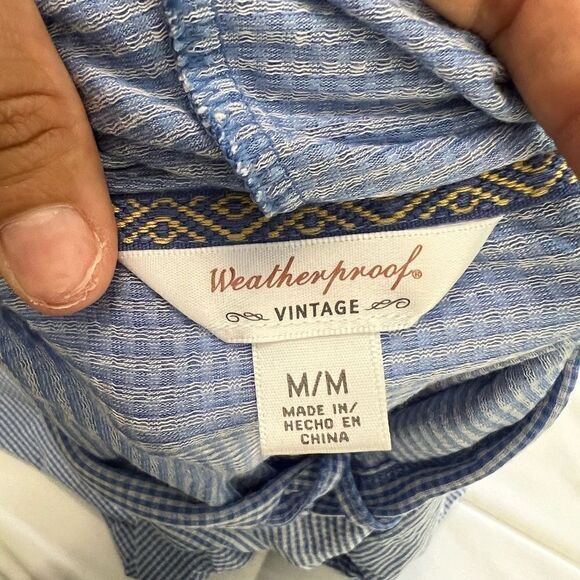 Weatherproof®
VINTAGE
M/M
MADE IN/
HECHO EN
CHINA